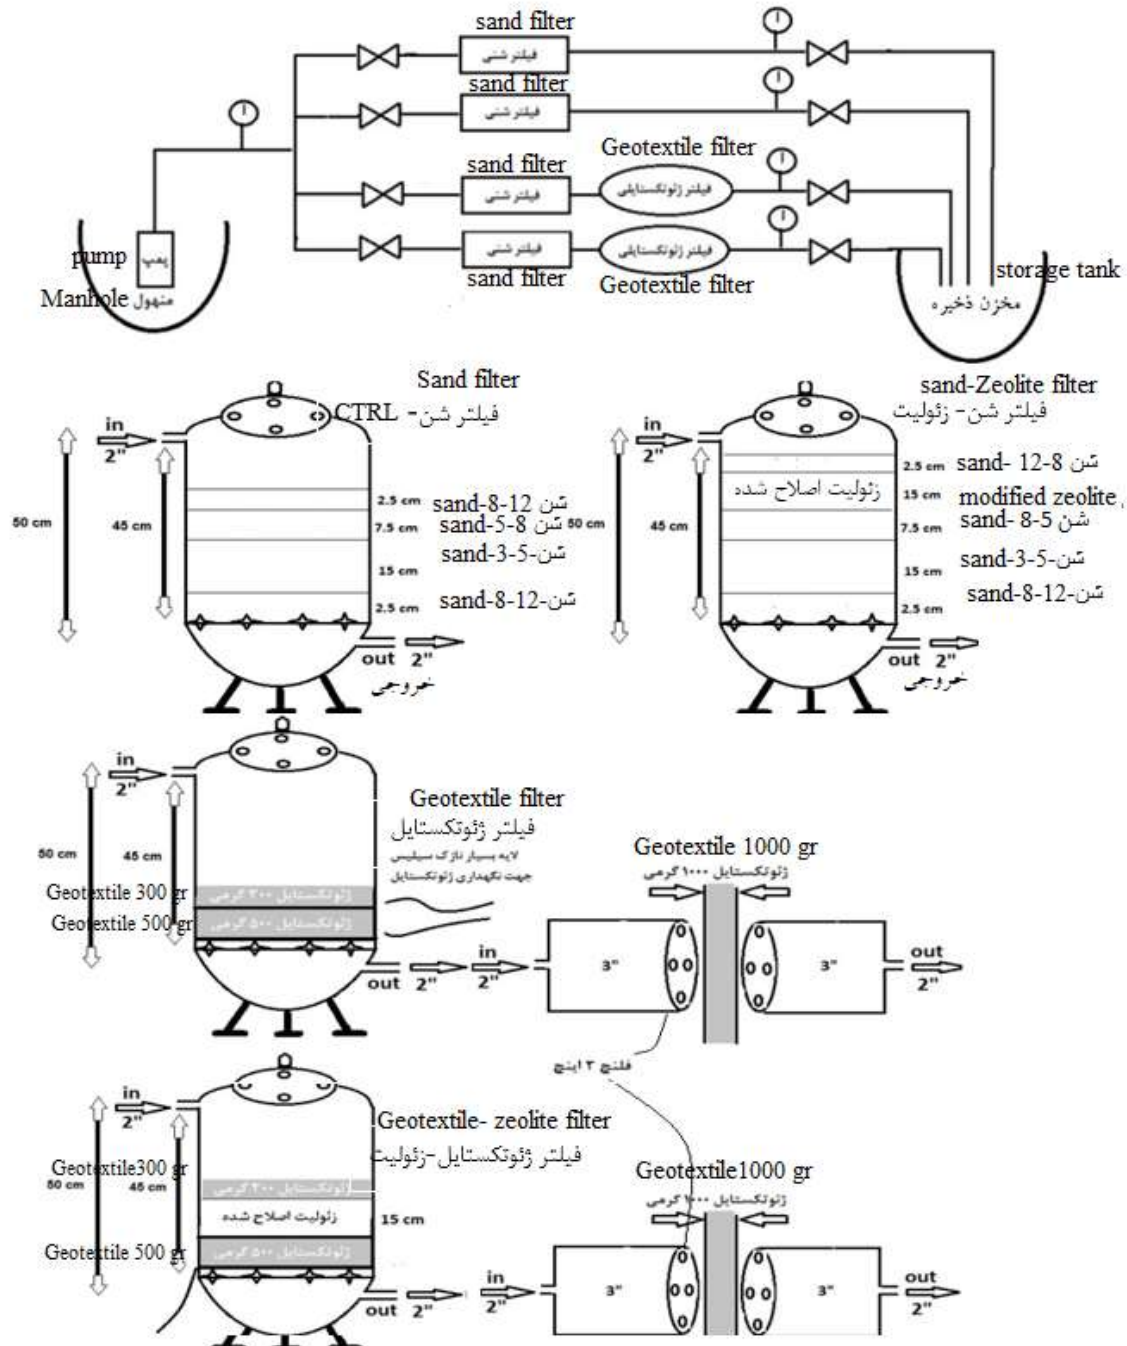 sand filter
فیلتر شنی
sand filter
فیلتر شنی
Geotextile filter
sand filter
فیلتر شنی
فیلتر ژئوتکستایلی
فیلتر شنی
فیلتر ژئوتکستایلی
sand filter
Geotextile filter
pump
پمپ
Manhole منهول
storage tank
مخزن ذخیره
Sand filter
فیلتر شن- CTRL
in
2"
50 cm
45 cm
2.5 cm sand-8-12 شن
7.5 cm sand-5-8 شن
sand-3-5-شن
15 cm
2.5 cm sand-8-12-شن
out 2"
خروجی
sand-Zeolite filter
فیلتر شن- زئولیت
in
2"
50 cm
45 cm
2.5 cm sand- 12-8 شن
زئولیت اصلاح شده
15 cm modified zeolite
7.5 cm sand- 8-5 شن
sand-3-5-شن
15 cm
sand-8-12-شن
2.5 cm
out 2"
خروجی
in
2"
Geotextile filter
فیلتر ژئوتکستایل
لایه بسیار نازک سیلیس
جهت نگهداری ژئوتکستایل
50 cm
45 cm
Geotextile 300 gr
ژئوتکستایل ۳۰۰ گرمی
Geotextile 500 gr
ژئوتکستایل ۵۰۰ گرمی
out 2"
Geotextile 1000 gr
ژئوتکستایل ۱۰۰۰ گرمی
in
2"
3"
3"
out
2"
فلنج ۳ اینچ
in
2"
Geotextile- zeolite filter
فیلتر ژئوتکستایل-زئولیت
Geotextile300 gr
50 cm
45 cm
ژئوتکستایل ۳۰۰ گرمی
زئولیت اصلاح شده
15 cm
Geotextile 500 gr
ژئوتکستایل ۵۰۰ گرمی
out 2"
Geotextile1000 gr
ژئوتکستایل ۱۰۰۰ گرمی
in
2"
3"
3"
out
2"